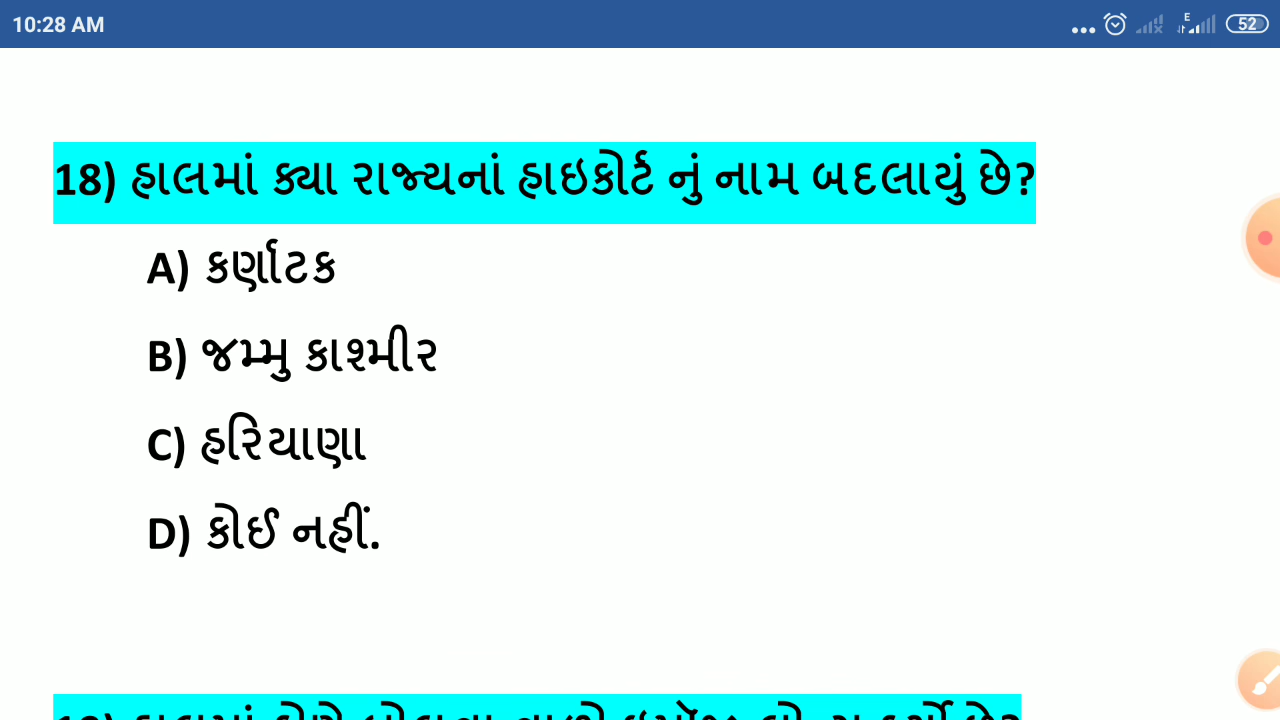 10:28 AM
E
52
18) હાલમાં ક્યા રાજ્યનાં હાઇકોર્ટ નું નામ બદલાયું છે?
A) કર્ણાટક
B) જમ્મુ કાશ્મીર
C) હરિયાણા
D) કોઈ નહીં.